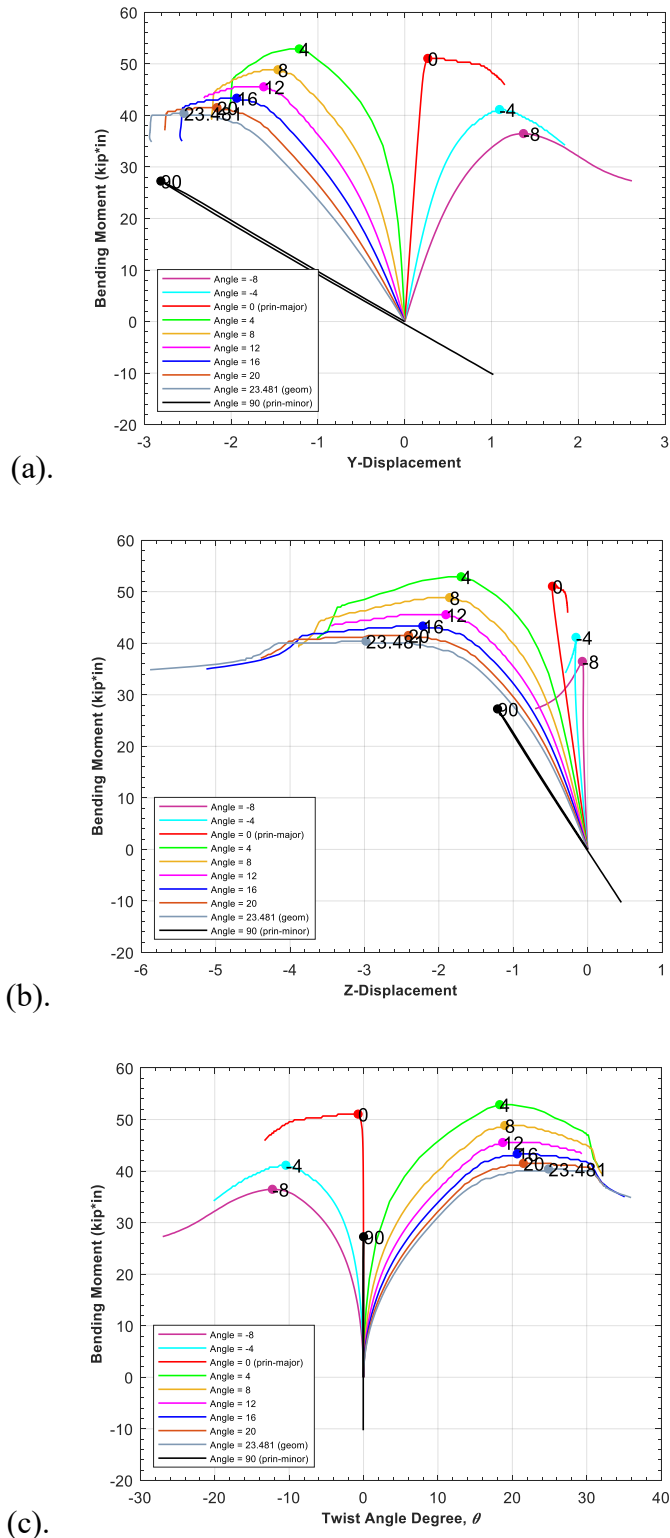 60
50
40
30
20
10
0
-10
-20
Bending Moment (kip*in)
4
0
8
12
16
20
23.481
-4
-8
90
Angle = -8
Angle = -4
Angle = 0 (prin-major)
Angle = 4
Angle = 8
Angle = 12
Angle = 16
Angle = 20
Angle = 23.481 (geom)
Angle = 90 (prin-minor)
-3 -2 -1 0 1 2 3
Y-Displacement
(a).
60
50
40
30
20
10
0
-10
-20
Bending Moment (kip*in)
4
0
8
12
16
20
23.481
-4
-8
90
Angle = -8
Angle = -4
Angle = 0 (prin-major)
Angle = 4
Angle = 8
Angle = 12
Angle = 16
Angle = 20
Angle = 23.481 (geom)
Angle = 90 (prin-minor)
-6 -5 -4 -3 -2 -1 0 1
Z-Displacement
(b).
60
50
40
30
20
10
0
-10
-20
Bending Moment (kip*in)
0
4
8
12
16
20
23.481
-4
-8
90
Angle = -8
Angle = -4
Angle = 0 (prin-major)
Angle = 4
Angle = 8
Angle = 12
Angle = 16
Angle = 20
Angle = 23.481 (geom)
Angle = 90 (prin-minor)
-30 -20 -10 0 10 20 30 40
Twist Angle Degree, θ
(c).